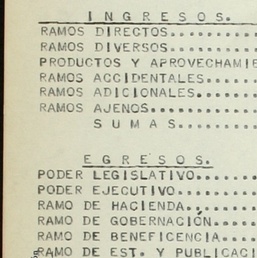 INGRESOS.
RAMOS DIRECTOS..........
RAMOS DIVERSOS..........
PRODUCTOS Y APROVECHAMIE
RAMOS ACCIDENTALES......
RAMOS ADICIONALES.......
RAMOS AJENOS............
SUMAS........
EGRESOS.
PODER LEGISLATIVO.......
PODER EJECUTIVO.........
RAMO DE HACIENDA........
RAMO DE GOBERNACIÓN.....
RAMO DE BENEFICENCIA....
RAMO DE EST. Y PUBLICACI